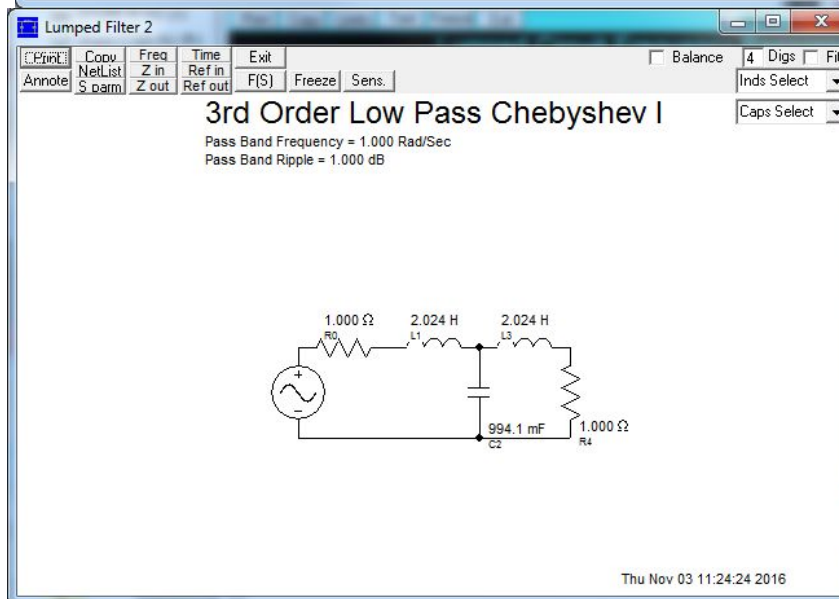 Lumped Filter 2
Print Copy Freq Time Exit Balance 4 Digs Fit
NetList Z in Ref in Inds Select
Annote S parm Z out Ref out F(S) Freeze Sens.
3rd Order Low Pass Chebyshev I Caps Select
Pass Band Frequency = 1.000 Rad/Sec
Pass Band Ripple = 1.000 dB
1.000 Ω 2.024 H 2.024 H
R0 L1 L3
994.1 mF 1.000 Ω
C2 R4
Thu Nov 03 11:24:24 2016